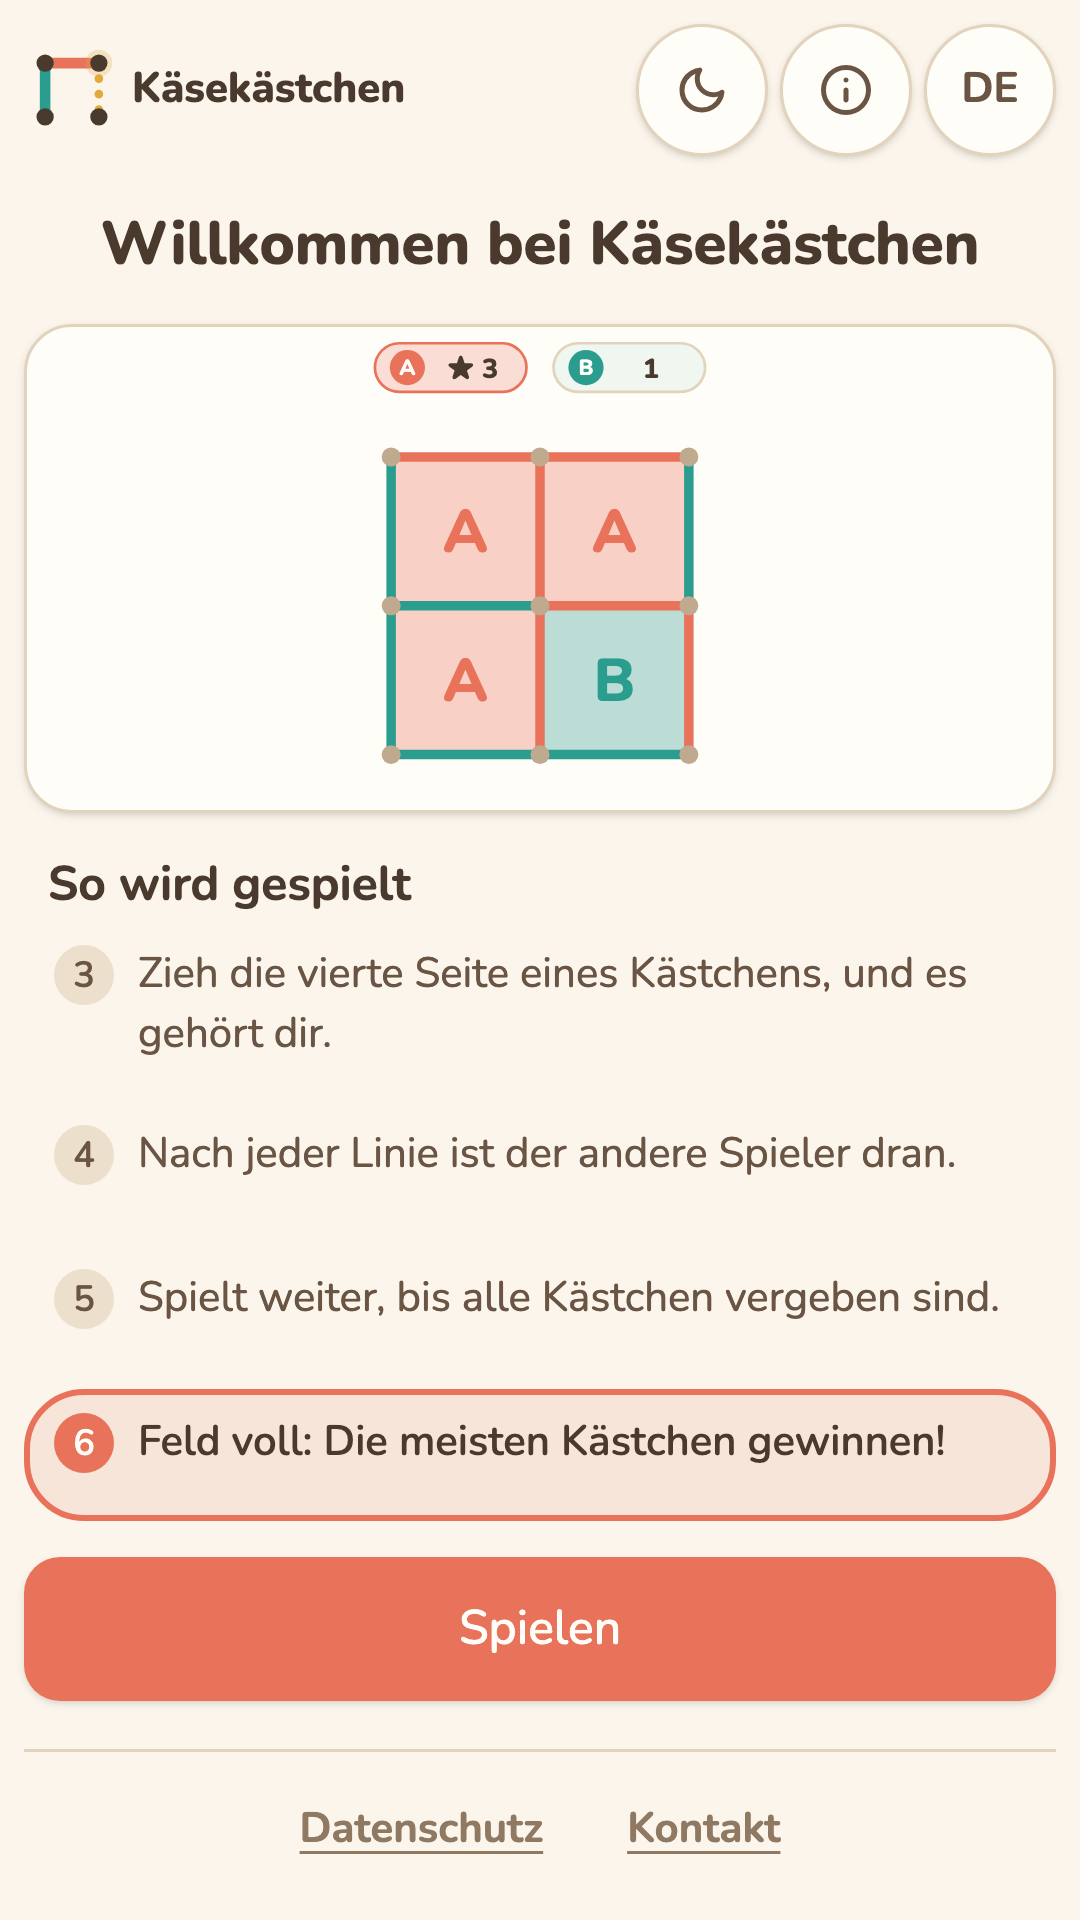 Käsekästchen
DE
Willkommen bei Käsekästchen
A ★ 3
B 1
A A
A B
So wird gespielt
3 Zieh die vierte Seite eines Kästchens, und es
gehört dir.
4 Nach jeder Linie ist der andere Spieler dran.
5 Spielt weiter, bis alle Kästchen vergeben sind.
6 Feld voll: Die meisten Kästchen gewinnen!
Spielen
Datenschutz Kontakt